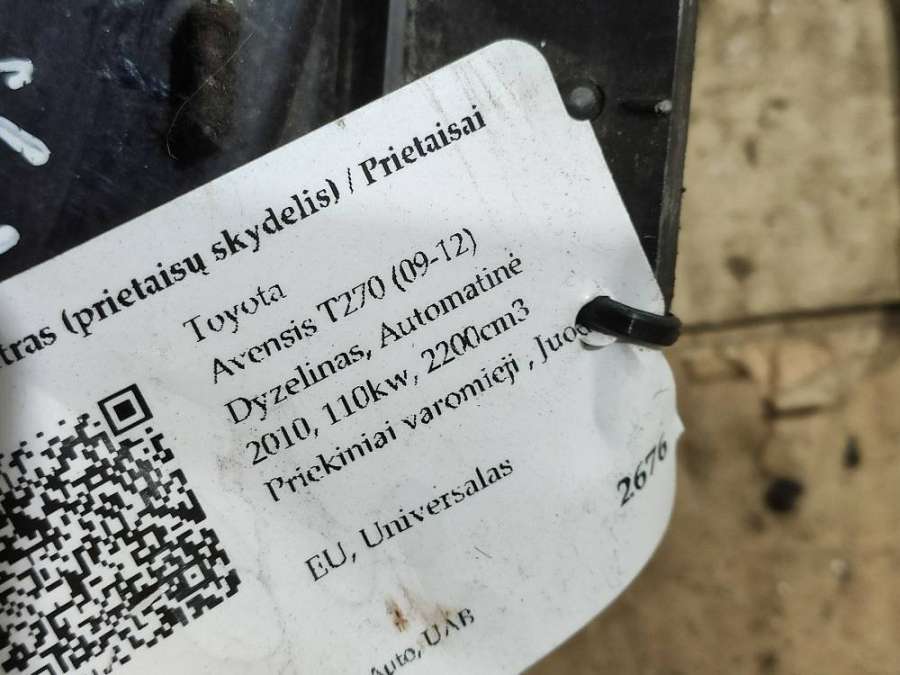 tras (prietaisų skydelis) / Prietaisai
Toyota
Avensis T270 (09-12)
Dyzelinas, Automatinė
2010, 110kw, 2200cm3
Priekiniai varomieji , Juod
EU, Universalas
2676
Auto, UAB